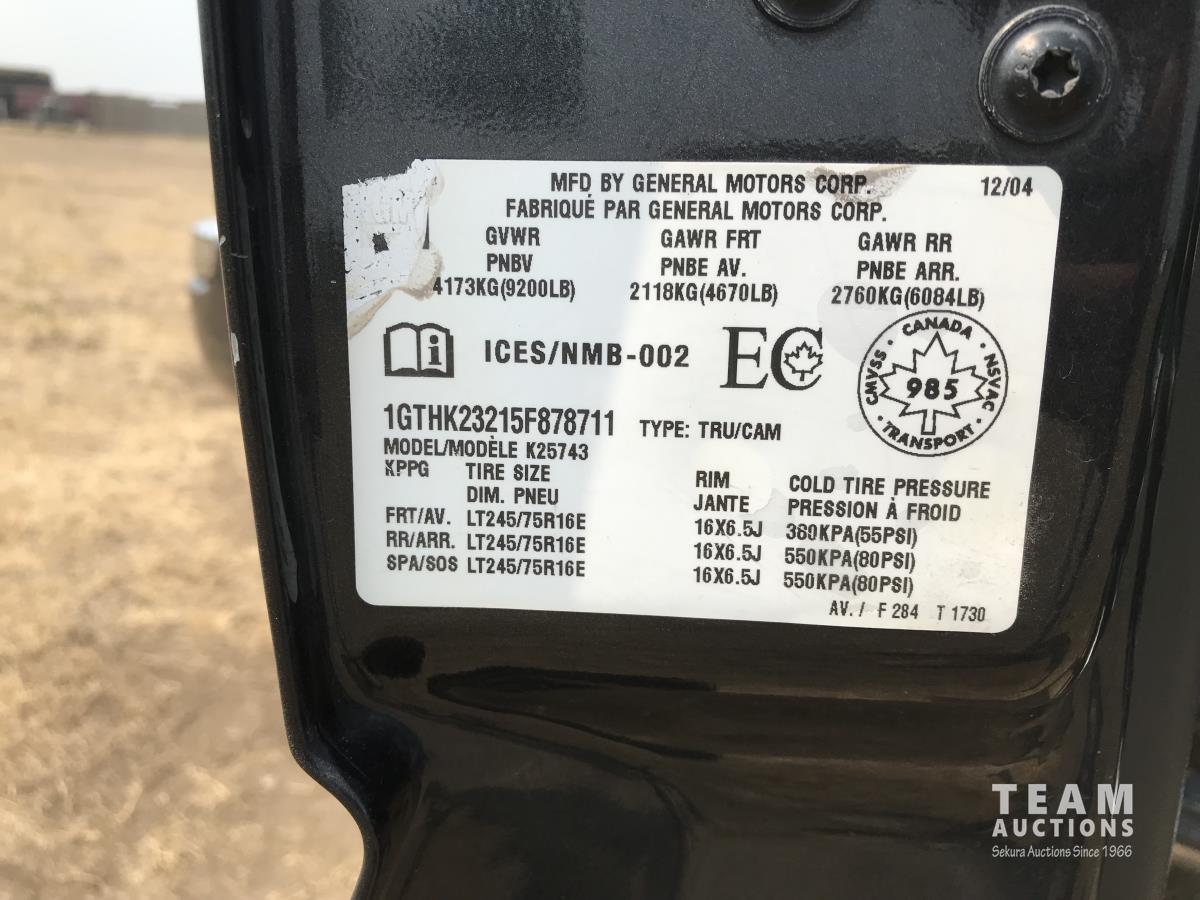 MFD BY GENERAL MOTORS CORP. 12/04
FABRIQUÉ PAR GENERAL MOTORS CORP.
GVWR GAWR FRT GAWR RR
PNBV PNBE AV. PNBE ARR.
4173KG(9200LB) 2118KG(4670LB) 2760KG(6084LB)
i ICES/NMB-002 EC
CANADA
CMVSS 985 NSVAC
TRANSPORT
1GTHK23215F878711 TYPE: TRU/CAM
MODEL/MODÈLE K25743
KPPG TIRE SIZE RIM COLD TIRE PRESSURE
DIM. PNEU JANTE PRESSION À FROID
FRT/AV. LT245/75R16E 16X6.5J 380KPA(55PSI)
RR/ARR. LT245/75R16E 16X6.5J 550KPA(80PSI)
SPA/SOS LT245/75R16E 16X6.5J 550KPA(80PSI)
AV. / F 284 T 1730
TEAM
AUCTIONS
Sekura Auctions Since 1966